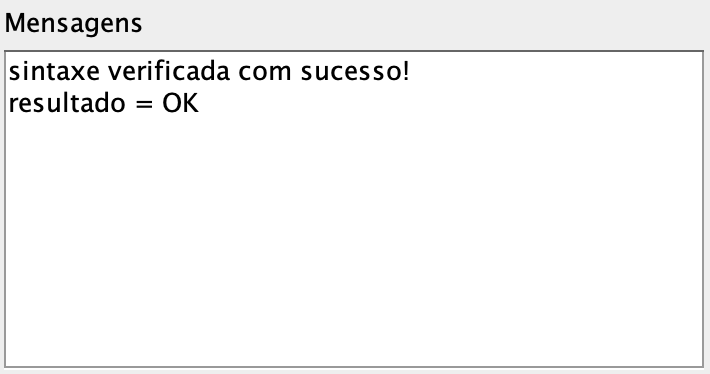 Mensagens
sintaxe verificada com sucesso!
resultado = OK